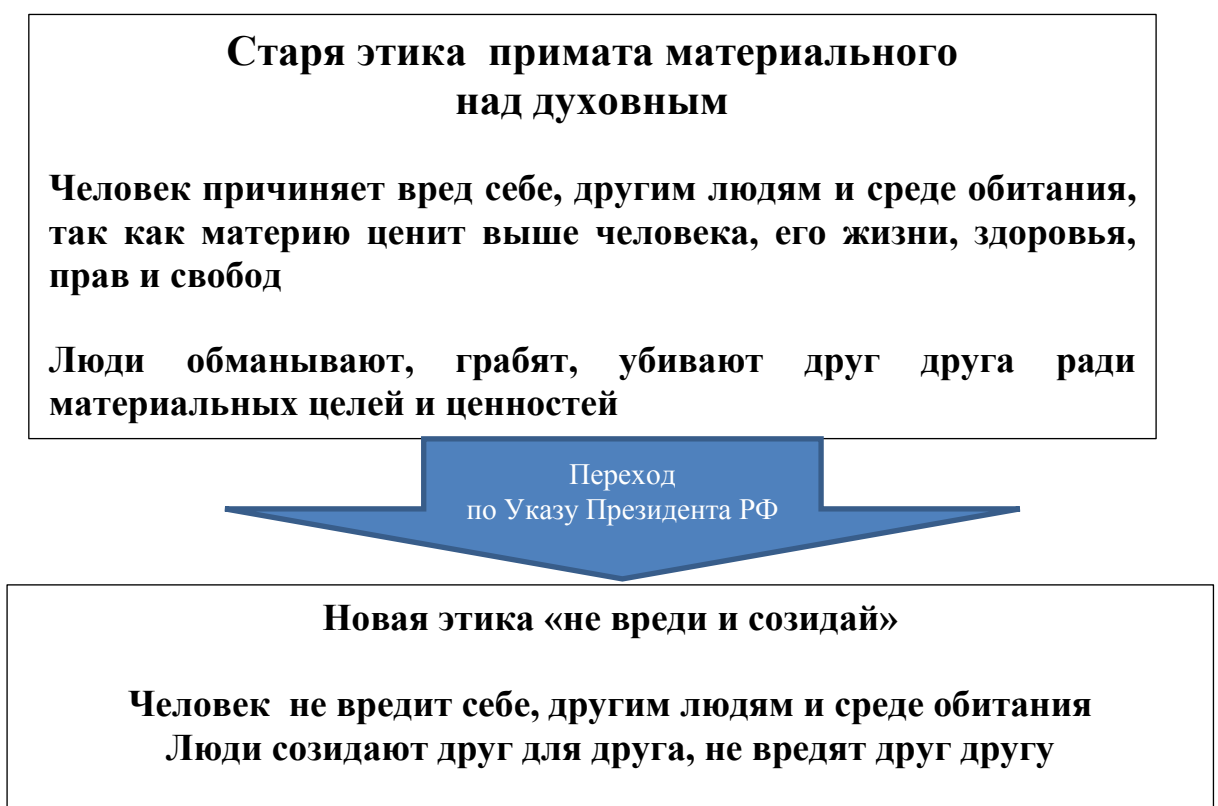 Старя этика примата материального
над духовным
Человек причиняет вред себе, другим людям и среде обитания,
так как материю ценит выше человека, его жизни, здоровья,
прав и свобод
Люди обманывают, грабят, убивают друг друга ради
материальных целей и ценностей
Переход
по Указу Президента РФ
Новая этика «не вреди и созидай»
Человек не вредит себе, другим людям и среде обитания
Люди созидают друг для друга, не вредят друг другу